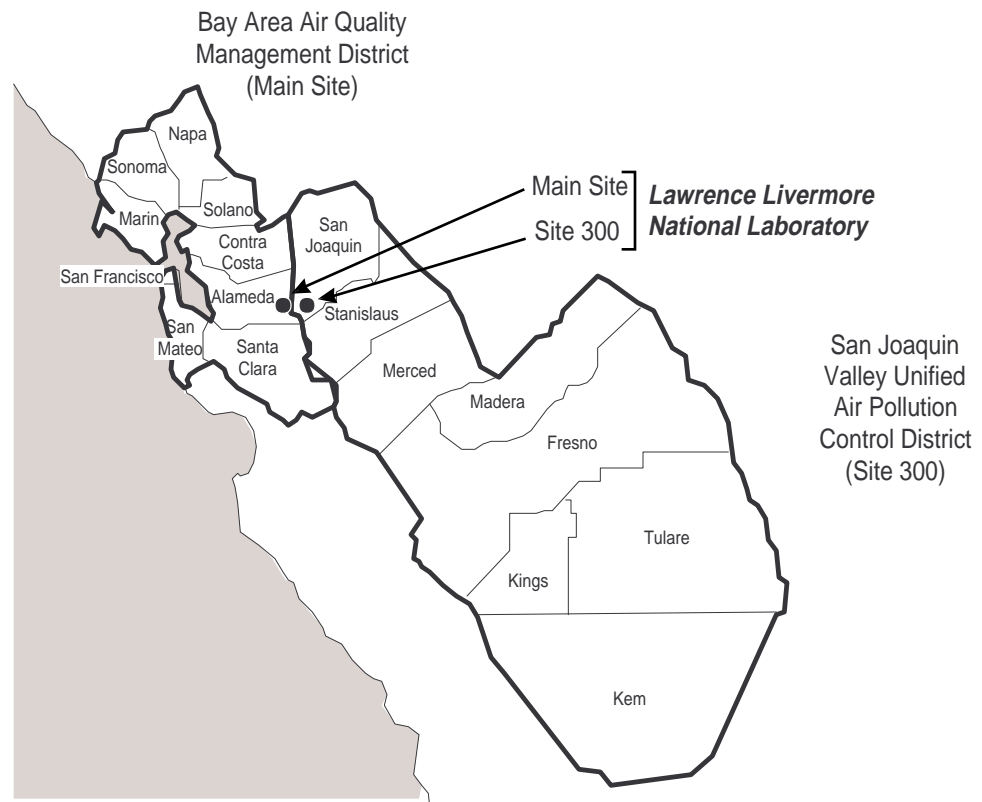 Bay Area Air Quality
Management District
(Main Site)
Napa
Sonoma
Marin
Solano
San
Joaquin
Contra
Costa
San Francisco
Alameda
Stanislaus
San
Mateo
Santa
Clara
Merced
Madera
Fresno
Tulare
Kings
Kem
Main Site
Site 300
Lawrence Livermore
National Laboratory
San Joaquin
Valley Unified
Air Pollution
Control District
(Site 300)